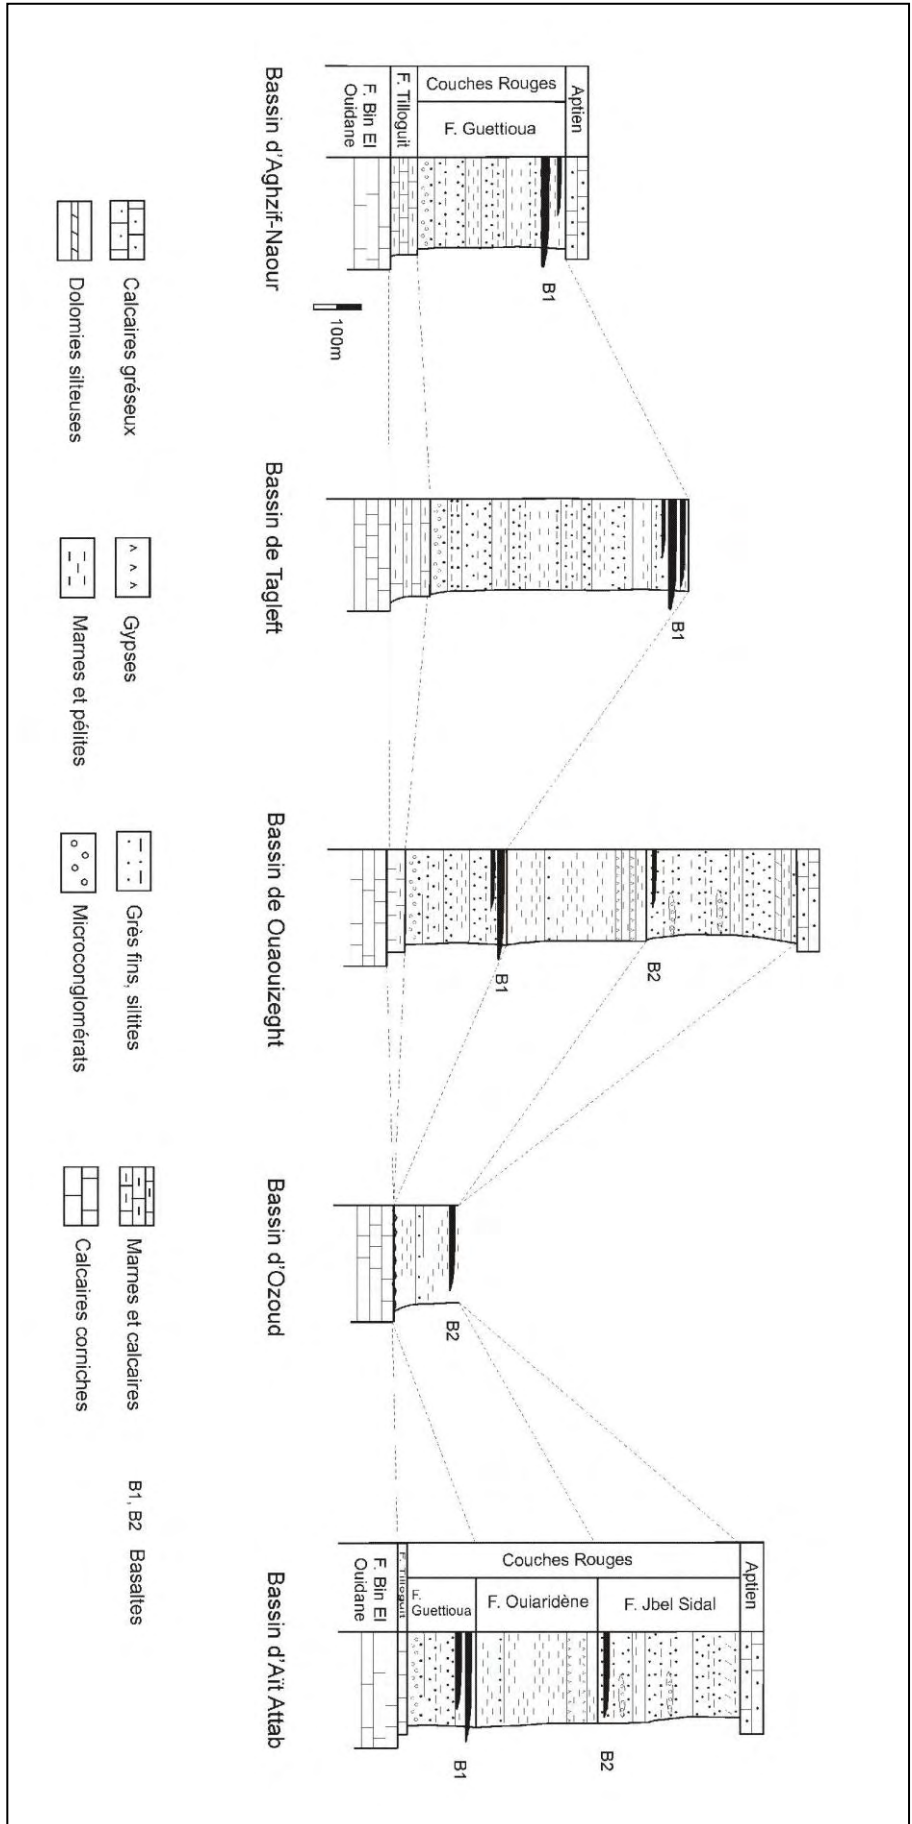 Aptien
Couches Rouges
F. Guettioua
F. Tilloguit
F. Bin El
Ouidane
B1
Bassin d'Aghzif-Naour
100m
B1
Bassin de Tagleft
B2
B1
Bassin de Ouaouizeght
B2
Bassin d'Ozoud
Aptien
Couches Rouges
F. Jbel Sidal
F. Ouiaridène
F.
Guettioua
F. Tilloguit
F. Bin El
Ouidane
B2
B1
Bassin d'Aït Attab
Calcaires gréseux
Gypses
Grès fins, siltites
Marnes et calcaires
B1, B2 Basaltes
Dolomies silteuses
Marnes et pélites
Microconglomérats
Calcaires corniches